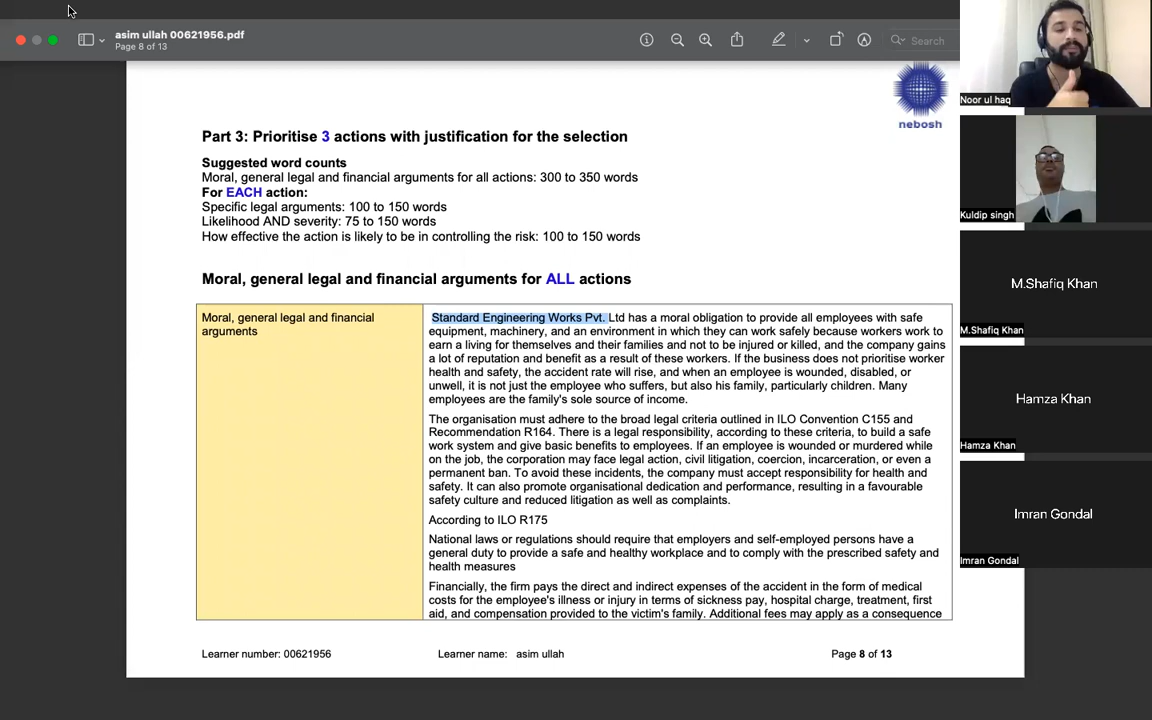 asim ullah 00621956.pdf
Page 8 of 13
Search
nebosh
Part 3: Prioritise 3 actions with justification for the selection
Suggested word counts
Moral, general legal and financial arguments for all actions: 300 to 350 words
For EACH action:
Specific legal arguments: 100 to 150 words
Likelihood AND severity: 75 to 150 words
How effective the action is likely to be in controlling the risk: 100 to 150 words
Moral, general legal and financial arguments for ALL actions
Moral, general legal and financial
arguments
Standard Engineering Works Pvt. Ltd has a moral obligation to provide all employees with safe
equipment, machinery, and an environment in which they can work safely because workers work to
earn a living for themselves and their families and not to be injured or killed, and the company gains
a lot of reputation and benefit as a result of these workers. If the business does not prioritise worker
health and safety, the accident rate will rise, and when an employee is wounded, disabled, or
unwell, it is not just the employee who suffers, but also his family, particularly children. Many
employees are the family's sole source of income.
The organisation must adhere to the broad legal criteria outlined in ILO Convention C155 and
Recommendation R164. There is a legal responsibility, according to these criteria, to build a safe
work system and give basic benefits to employees. If an employee is wounded or murdered while
on the job, the corporation may face legal action, civil litigation, coercion, incarceration, or even a
permanent ban. To avoid these incidents, the company must accept responsibility for health and
safety. It can also promote organisational dedication and performance, resulting in a favourable
safety culture and reduced litigation as well as complaints.
According to ILO R175
National laws or regulations should require that employers and self-employed persons have a
general duty to provide a safe and healthy workplace and to comply with the prescribed safety and
health measures
Financially, the firm pays the direct and indirect expenses of the accident in the form of medical
costs for the employee's illness or injury in terms of sickness pay, hospital charge, treatment, first
aid, and compensation provided to the victim's family. Additional fees may apply as a consequence
Learner number: 00621956
Learner name: asim ullah
Page 8 of 13
Noor ul haq
Kuldip singh
M.Shafiq Khan
M.Shafiq Khan
Hamza Khan
Hamza Khan
Imran Gondal
Imran Gondal